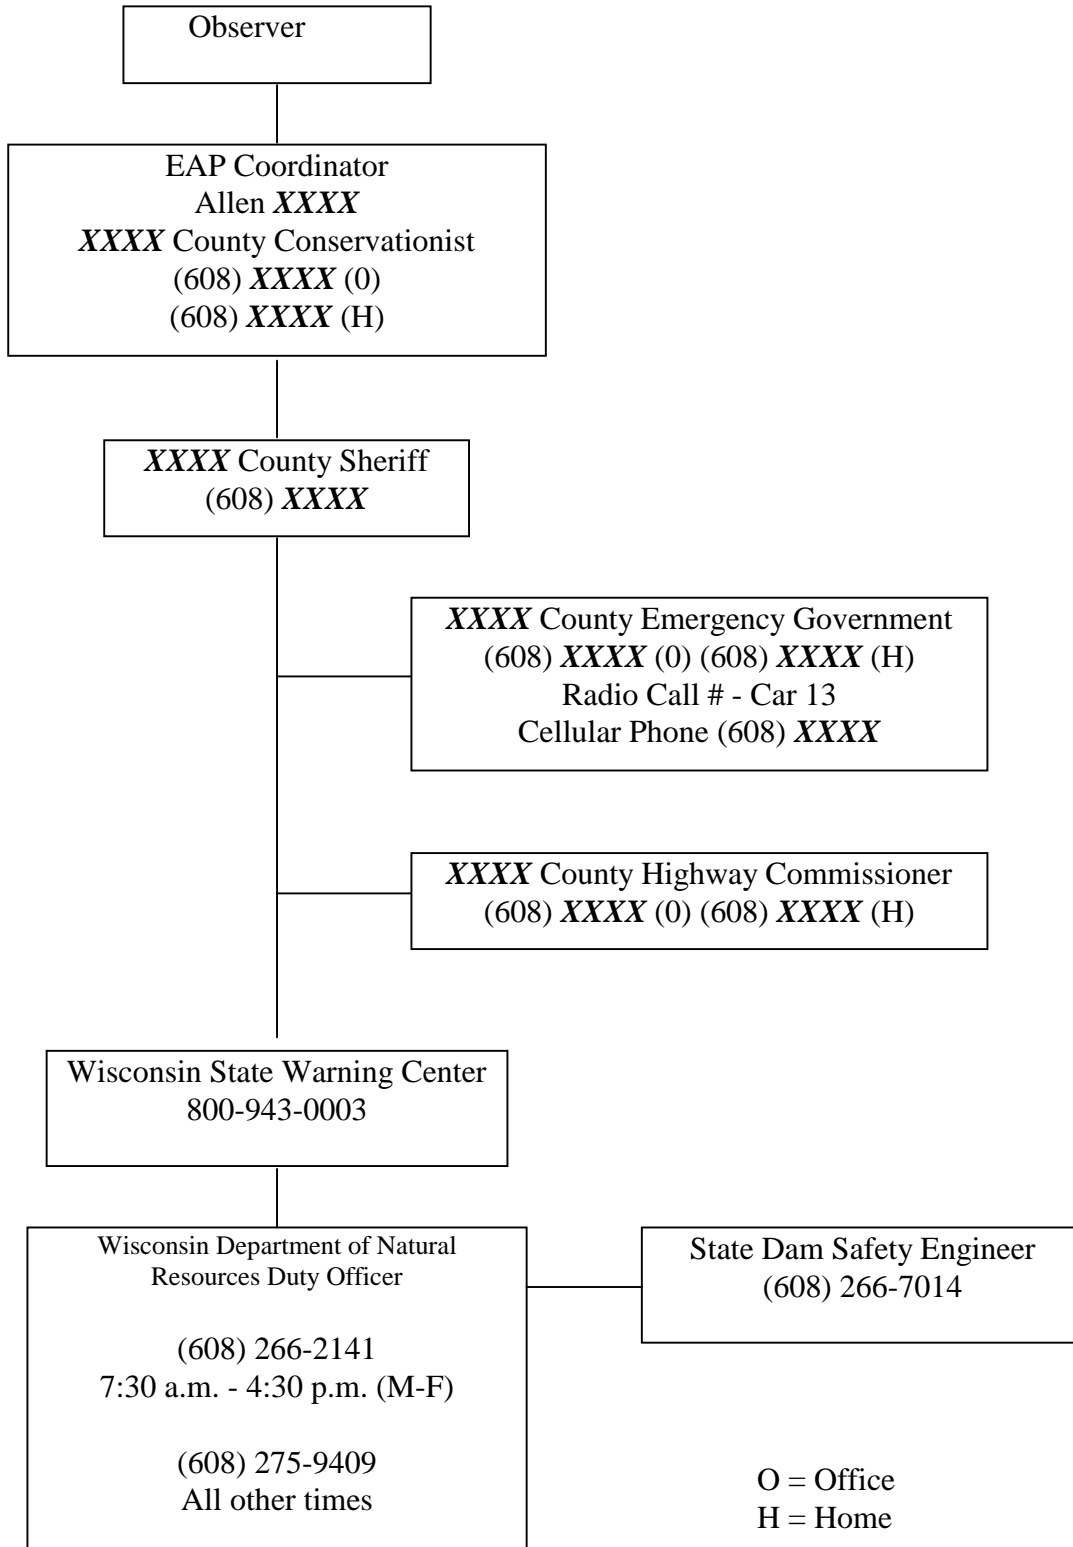 Observer
EAP Coordinator
Allen XXXX
XXXX County Conservationist
(608) XXXX (0)
(608) XXXX (H)
XXXX County Sheriff
(608) XXXX
XXXX County Emergency Government
(608) XXXX (0) (608) XXXX (H)
Radio Call # - Car 13
Cellular Phone (608) XXXX
XXXX County Highway Commissioner
(608) XXXX (0) (608) XXXX (H)
Wisconsin State Warning Center
800-943-0003
Wisconsin Department of Natural
Resources Duty Officer
(608) 266-2141
7:30 a.m. - 4:30 p.m. (M-F)
(608) 275-9409
All other times
State Dam Safety Engineer
(608) 266-7014
O = Office
H = Home